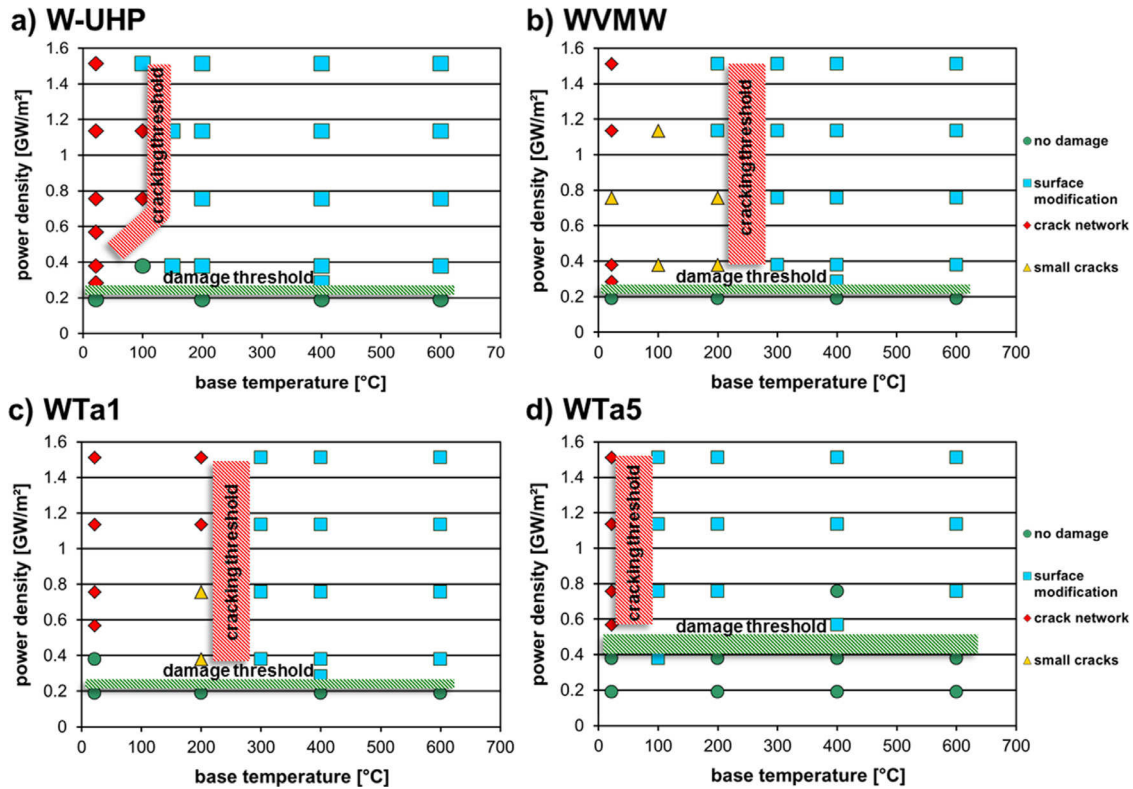 a) W-UHP
1.6
1.4
1.2
1
0.8
0.6
0.4
0.2
0
power density [GW/m²]
cracking threshold
damage threshold
0 100 200 300 400 500 600 70
base temperature [°C]
b) WVMW
1.6
1.4
1.2
1
0.8
0.6
0.4
0.2
0
power density [GW/m²]
cracking threshold
damage threshold
0 100 200 300 400 500 600 700
base temperature [°C]
no damage
surface
modification
crack network
small cracks
c) WTa1
1.6
1.4
1.2
1
0.8
0.6
0.4
0.2
0
power density [GW/m²]
cracking threshold
damage threshold
0 100 200 300 400 500 600 700
base temperature [°C]
d) WTa5
1.6
1.4
1.2
1
0.8
0.6
0.4
0.2
0
power density [GW/m²]
cracking threshold
damage threshold
0 100 200 300 400 500 600 700
base temperature [°C]
no damage
surface
modification
crack network
small cracks